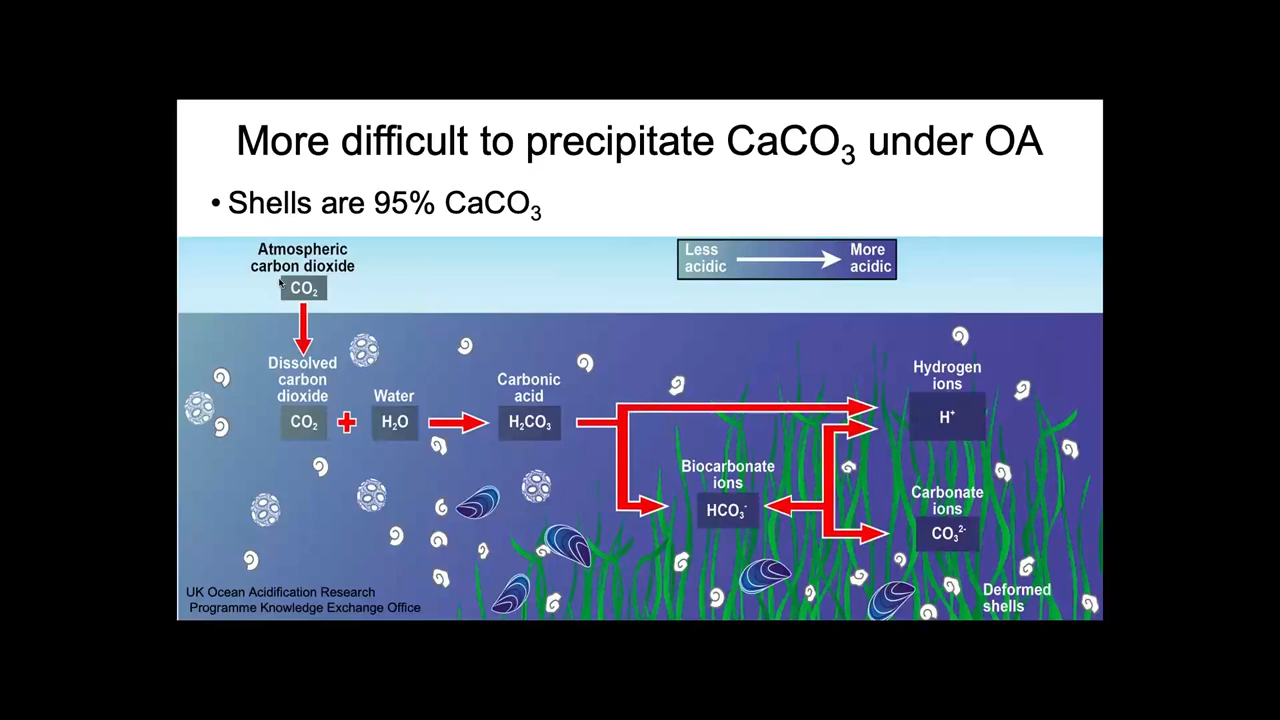 More difficult to precipitate CaCO₃ under OA
• Shells are 95% CaCO₃
Atmospheric
carbon dioxide
CO₂
Less
acidic
More
acidic
Dissolved
carbon
dioxide
CO₂
Water
H₂O
Carbonic
acid
H₂CO₃
Hydrogen
ions
H⁺
Biocarbonate
ions
HCO₃⁻
Carbonate
ions
CO₃²⁻
Deformed
shells
UK Ocean Acidification Research
Programme Knowledge Exchange Office